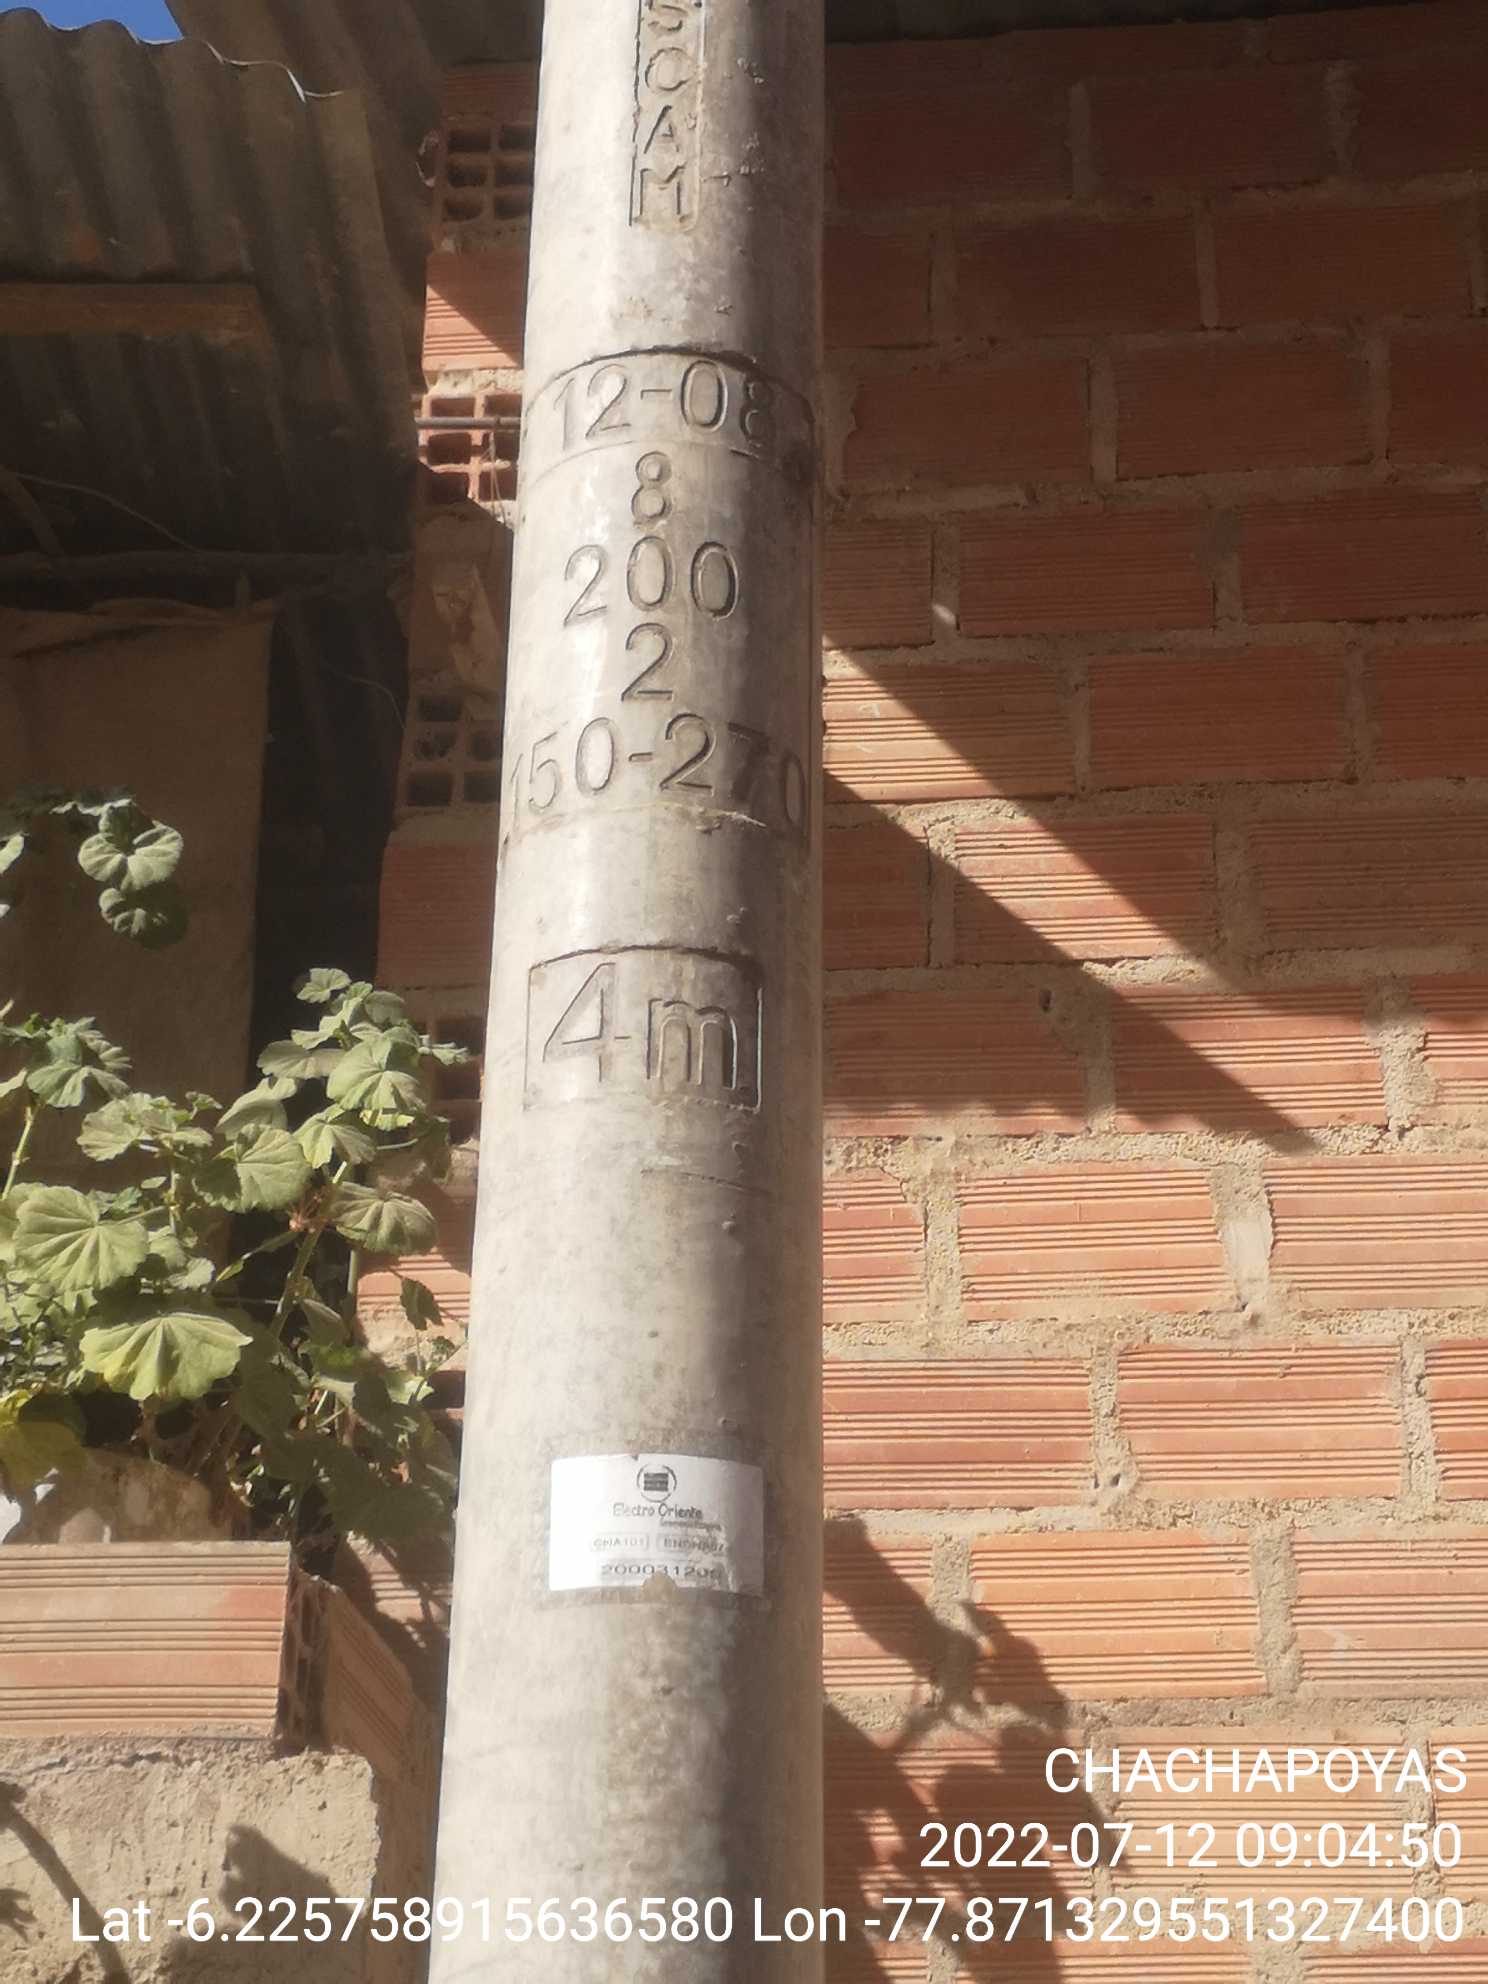 SCAM
12-08
8
200
2
150-270
4m
Electro Oriente
CHA101
CHACHAPOYAS
2022-07-12 09:04:50
Lat -6.225758915636580 Lon -77.871329551327400